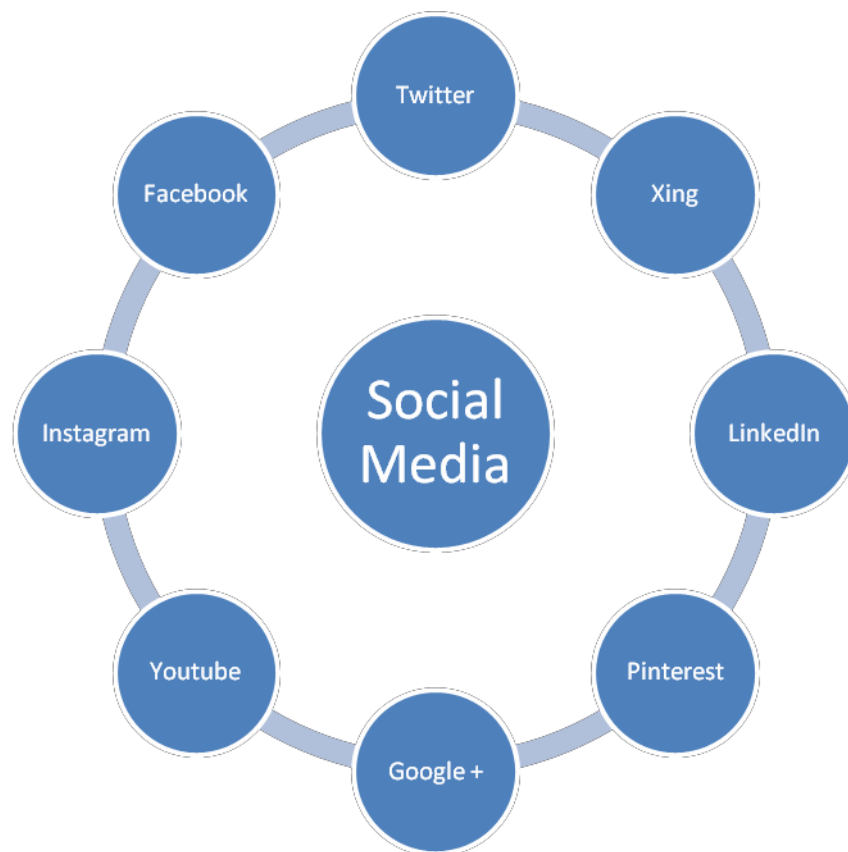 Twitter
Facebook
Xing
Social
Media
Instagram
LinkedIn
Youtube
Pinterest
Google +